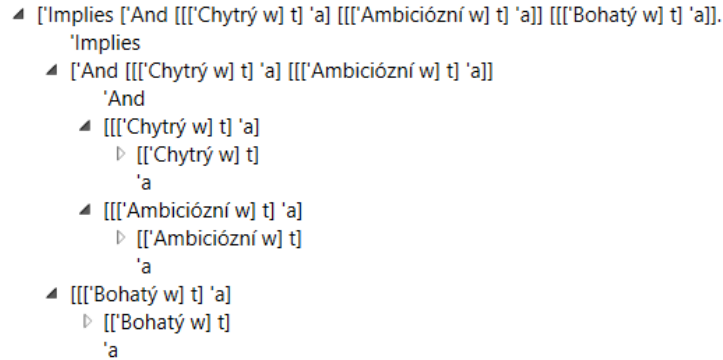 ['Implies ['And [[['Chytrý w] t] 'a] [[['Ambiciózní w] t] 'a]] [[['Bohatý w] t] 'a]].
'Implies
['And [[['Chytrý w] t] 'a] [[['Ambiciózní w] t] 'a]]
'And
[[['Chytrý w] t] 'a]
[['Chytrý w] t]
'a
[[['Ambiciózní w] t] 'a]
[['Ambiciózní w] t]
'a
[[['Bohatý w] t] 'a]
[['Bohatý w] t]
'a